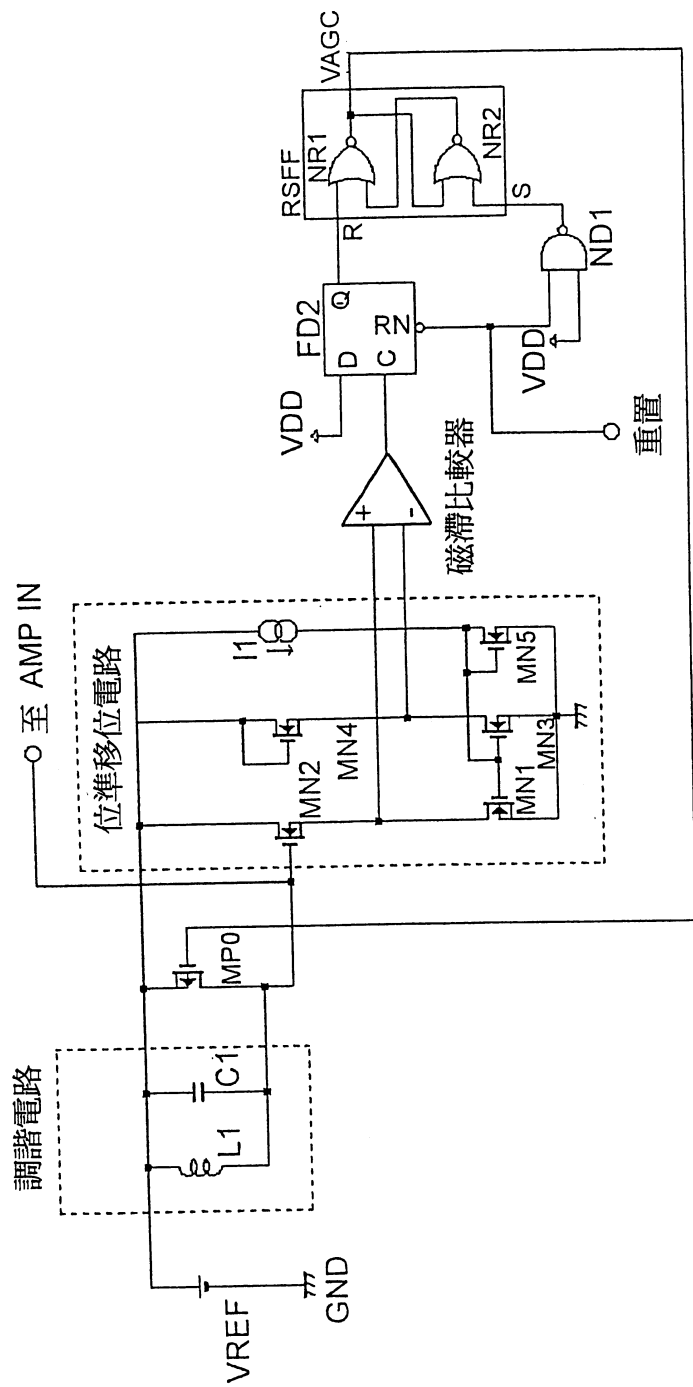 調諧電路
VREF
GND
L1
C1
MP0
至 AMP IN
位準移位電路
MN2
MN4
I1
MN1
MN3
MN5
+
-
磁滯比較器
VDD
FD2
D
Q
C
RN
重置
VDD
ND1
RSFF
R
NR1
NR2
S
VAGC